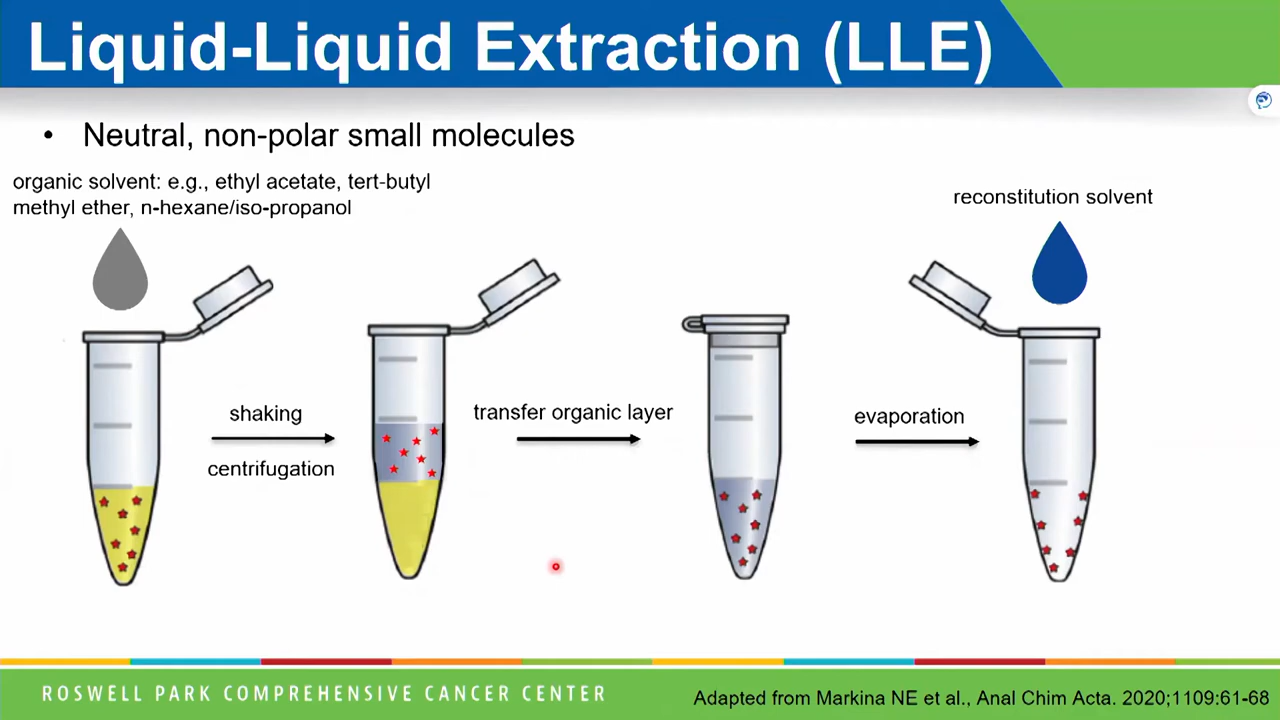 Liquid-Liquid Extraction (LLE)
• Neutral, non-polar small molecules
organic solvent: e.g., ethyl acetate, tert-butyl
methyl ether, n-hexane/iso-propanol
reconstitution solvent
shaking
centrifugation
transfer organic layer
evaporation
ROSWELL PARK COMPREHENSIVE CANCER CENTER
Adapted from Markina NE et al., Anal Chim Acta. 2020;1109:61-68